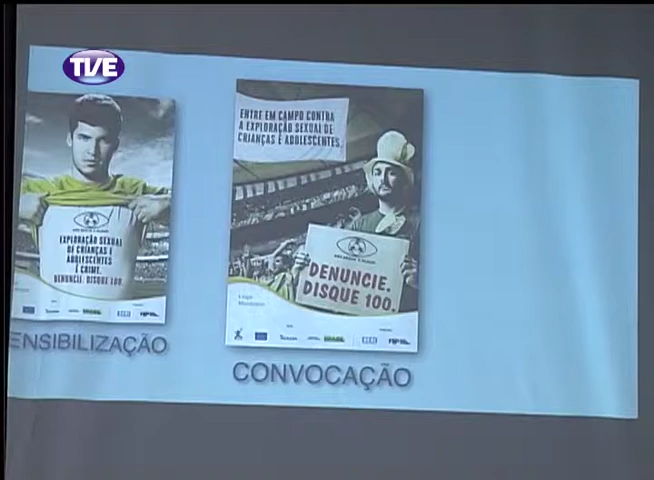 TVE
EXPLORAÇÃO SEXUAL
DE CRIANÇAS E
ADOLESCENTES
É CRIME.
DENUNCIE. DISQUE 100.
ENTRE EM CAMPO CONTRA
A EXPLORAÇÃO SEXUAL DE
CRIANÇAS E ADOLESCENTES.
DENUNCIE.
DISQUE 100.
ENSIBILIZAÇÃO
CONVOCAÇÃO